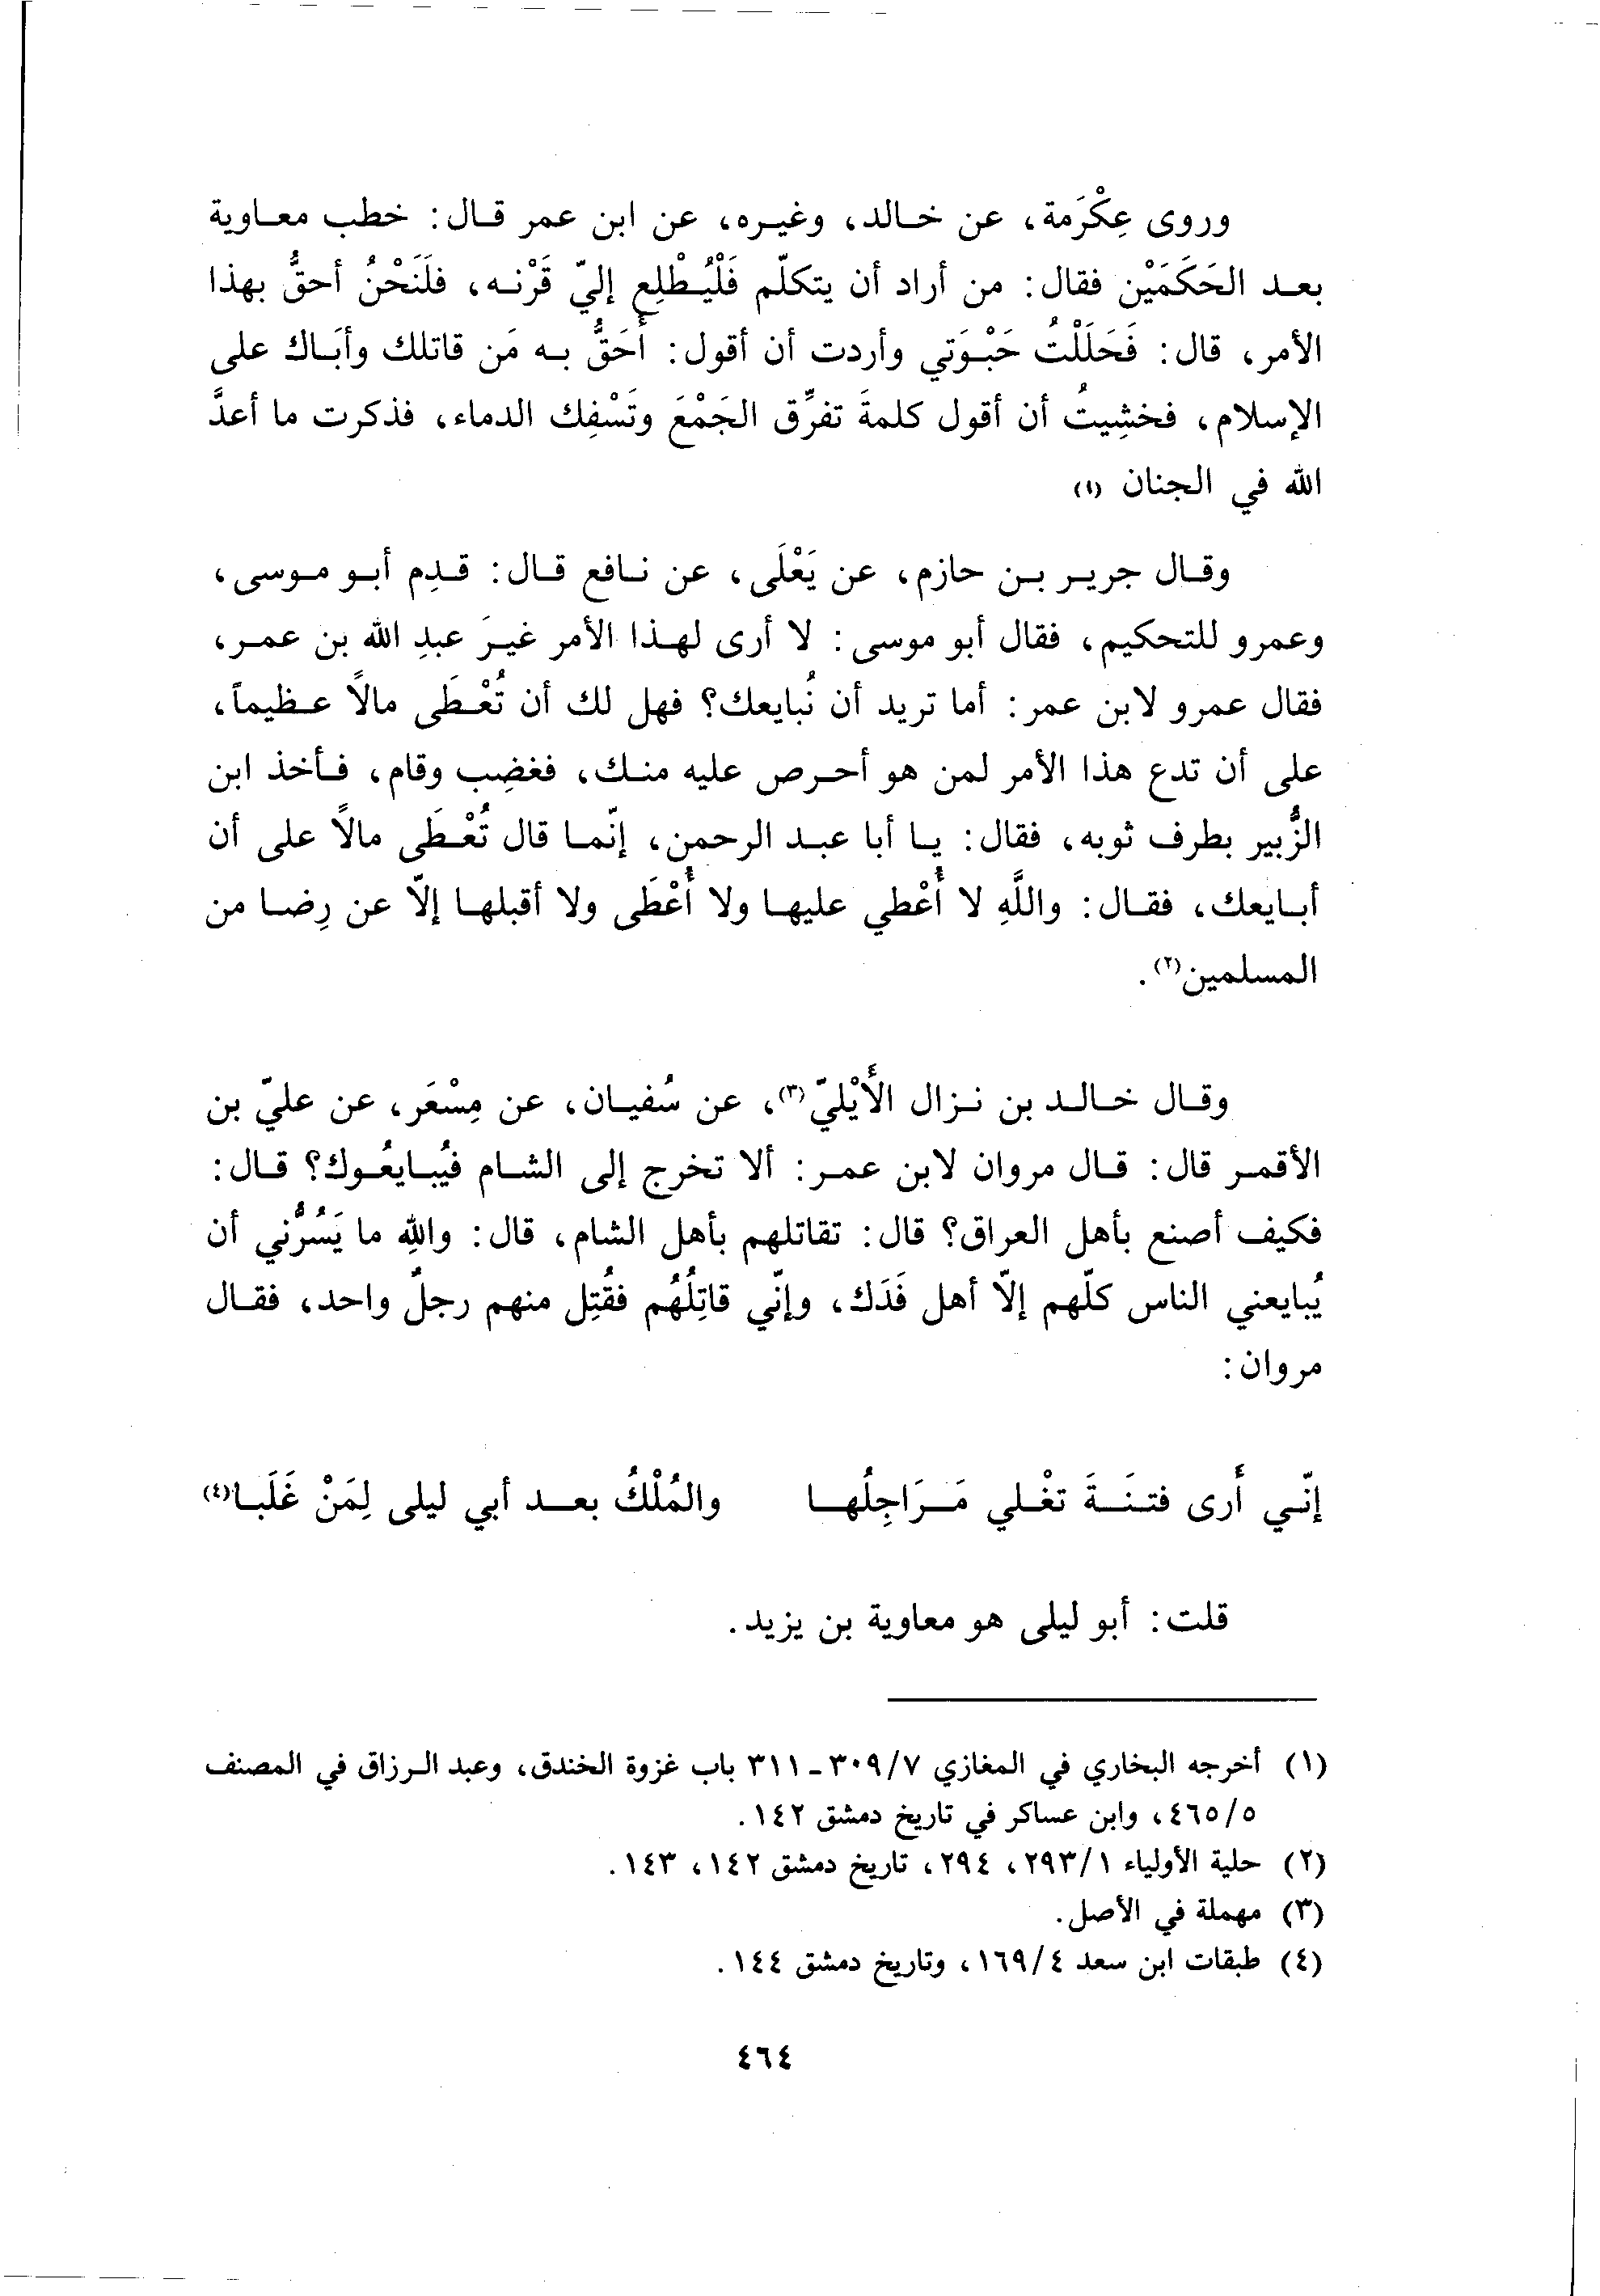 وروى عِكْرَمة، عن خالد، وغيره، عن ابن عمر قال: خطب معاوية
بعد الحَكَمَيْن فقال: من أراد أن يتكلّم فَلْيُطْلِع إليّ قَرْنه، فلَنَحْنُ أحقُّ بهذا
الأمر، قال: فَحَلَلْتُ حَبْوَتي وأردت أن أقول: أَحَقُّ به مَن قاتلك وأبَاك على
الإسلام، فخشِيتُ أن أقول كلمةَ تفرِّق الجَمْعَ وتَسْفِك الدماء، فذكرت ما أعدَّ
الله في الجنان (١)
وقال جرير بن حازم، عن يَعْلَى، عن نافع قال: قدِم أبو موسى،
وعمرو للتحكيم، فقال أبو موسى: لا أرى لهذا الأمر غيرَ عبدِ الله بن عمر،
فقال عمرو لابن عمر: أما تريد أن نُبايعك؟ فهل لك أن تُعْطَى مالاً عظيماً،
على أن تدع هذا الأمر لمن هو أحرص عليه منك، فغضِب وقام، فأخذ ابن
الزُّبير بطرف ثوبه، فقال: يا أبا عبد الرحمن، إنّما قال تُعْطَى مالاً على أن
أبايعك، فقال: واللَّهِ لا أُعْطي عليها ولا أُعْطَى ولا أقبلها إلاّ عن رِضا من
المسلمين(٢).
وقال خالد بن نزال الأَيْليّ(٣)، عن سُفيان، عن مِسْعَر، عن عليّ بن
الأقمر قال: قال مروان لابن عمر: ألا تخرج إلى الشام فيُبايعُوك؟ قال:
فكيف أصنع بأهل العراق؟ قال: تقاتلهم بأهل الشام، قال: واللهِ ما يَسُرُّني أن
يُبايعني الناس كلّهم إلاّ أهل فَدَك، وإنّي قاتِلُهُم فقُتِل منهم رجلٌ واحد، فقال
مروان:
إنّي أَرى فتنَةَ تغْلي مَرَاجِلُها والمُلْكُ بعد أبي ليلى لِمَنْ غَلَبا(٤)
قلت: أبو ليلى هو معاوية بن يزيد.
(١) أخرجه البخاري في المغازي ٣٠٩/٧ - ٣١١ باب غزوة الخندق، وعبد الرزاق في المصنف
٤٦٥/٥، وابن عساكر في تاريخ دمشق ١٤٢.
(٢) حلية الأولياء ٢٩٣/١، ٢٩٤، تاريخ دمشق ١٤٢، ١٤٣.
(٣) مهملة في الأصل.
(٤) طبقات ابن سعد ١٦٩/٤، وتاريخ دمشق ١٤٤.
٤٦٤